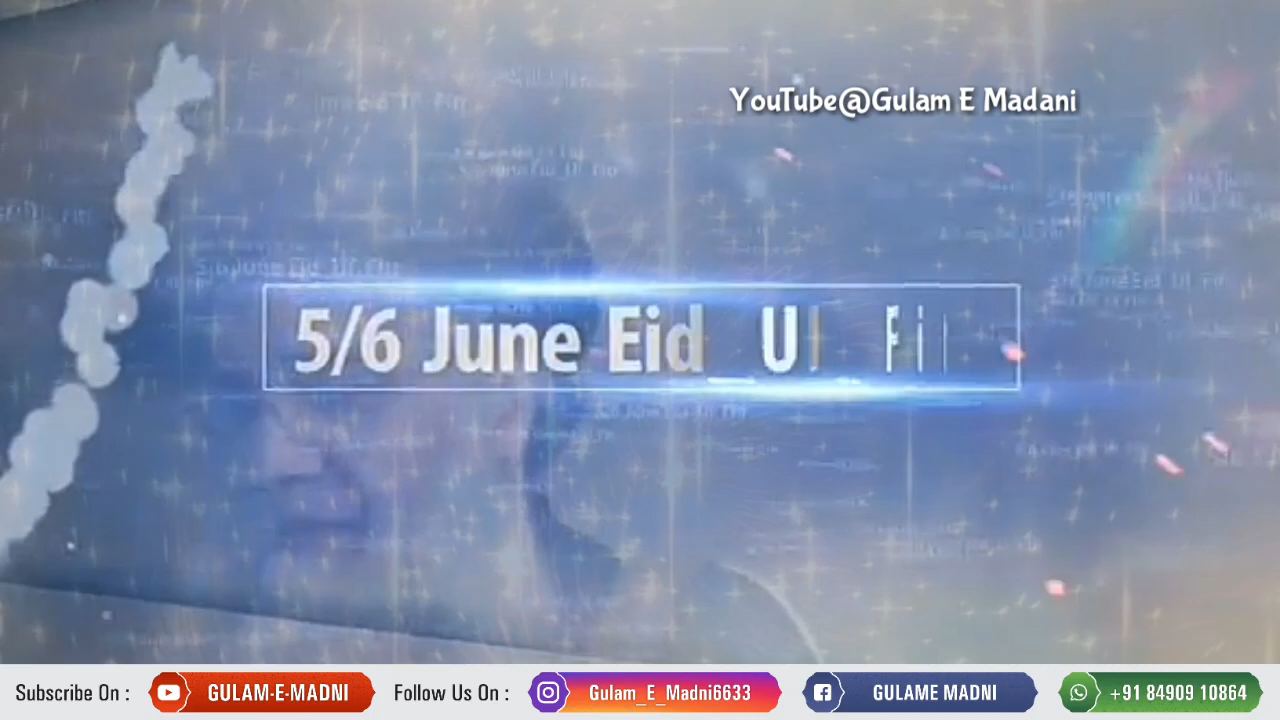 YouTube@Gulam E Madani
5/6 June Eid
Subscribe On : GULAM-E-MADNI Follow Us On : Gulam_E_Madni6633 GULAME MADNI +91 84909 10864